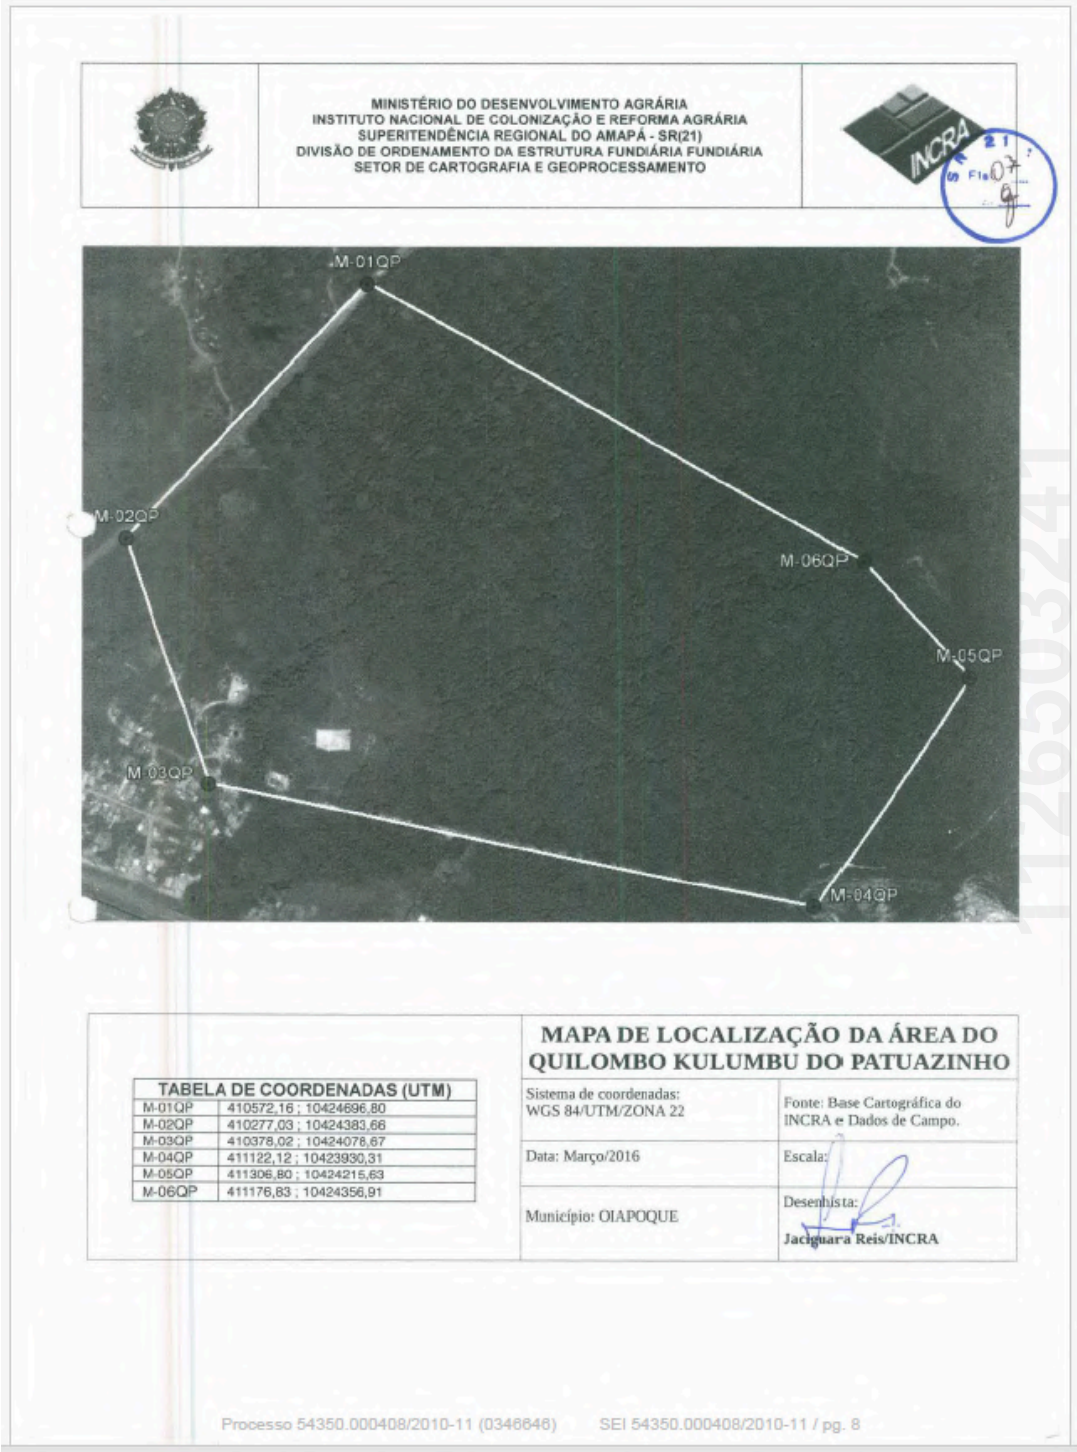 MINISTÉRIO DO DESENVOLVIMENTO AGRÁRIA
INSTITUTO NACIONAL DE COLONIZAÇÃO E REFORMA AGRÁRIA
SUPERITENDÊNCIA REGIONAL DO AMAPÁ - SR(21)
DIVISÃO DE ORDENAMENTO DA ESTRUTURA FUNDIÁRIA FUNDIÁRIA
SETOR DE CARTOGRAFIA E GEOPROCESSAMENTO
INCRA
SR 21
Fls 07
M-01QP
M-02QP
M-06QP
M-05QP
M-03QP
M-04QP
11265503241
TABELA DE COORDENADAS (UTM)
M-01QP 410572,16 ; 10424696,80
M-02QP 410277,03 ; 10424383,66
M-03QP 410378,02 ; 10424078,67
M-04QP 411122,12 ; 10423930,31
M-05QP 411306,80 ; 10424215,63
M-06QP 411176,83 ; 10424356,91
MAPA DE LOCALIZAÇÃO DA ÁREA DO
QUILOMBO KULUMBU DO PATUAZINHO
Sistema de coordenadas:
WGS 84/UTM/ZONA 22
Fonte: Base Cartográfica do
INCRA e Dados de Campo.
Data: Março/2016
Escala:
Município: OIAPOQUE
Desenhista:
Jaciguara Reis/INCRA
Processo 54350.000408/2010-11 (0346646) SEI 54350.000408/2010-11 / pg. 8